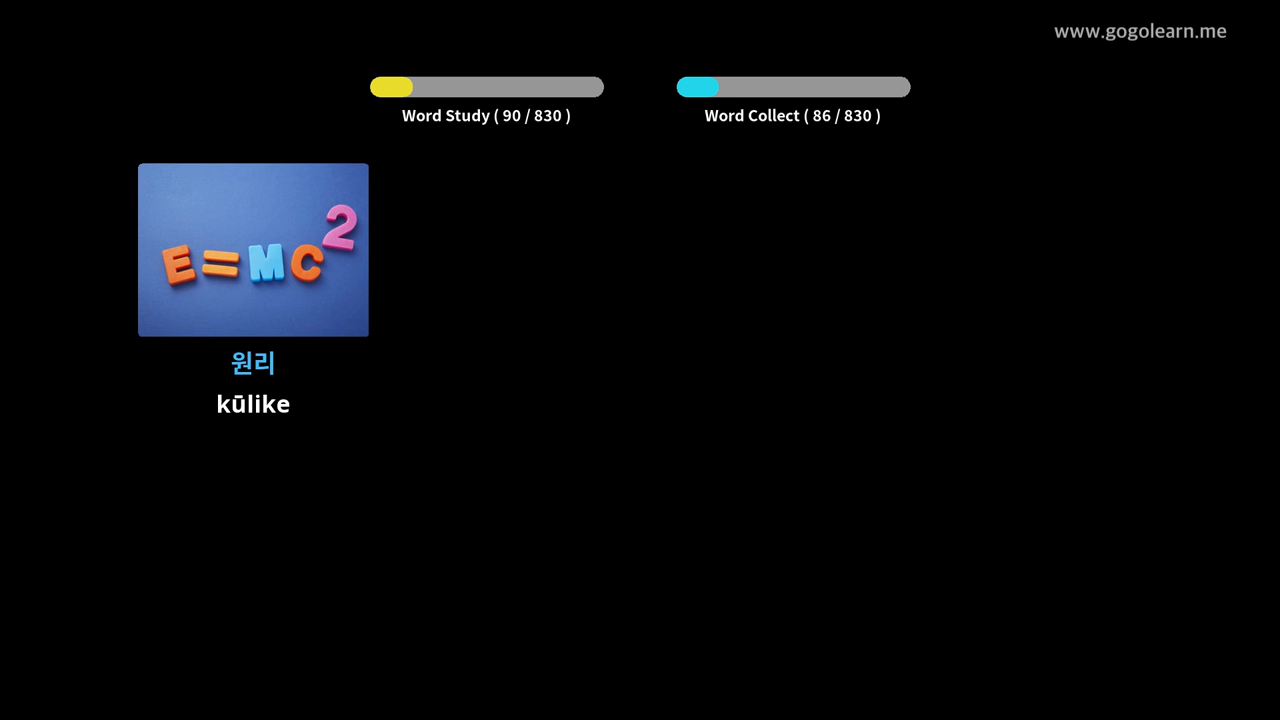 www.gogolearn.me
Word Study ( 90 / 830 )
Word Collect ( 86 / 830 )
E=MC²
원리
kūlike